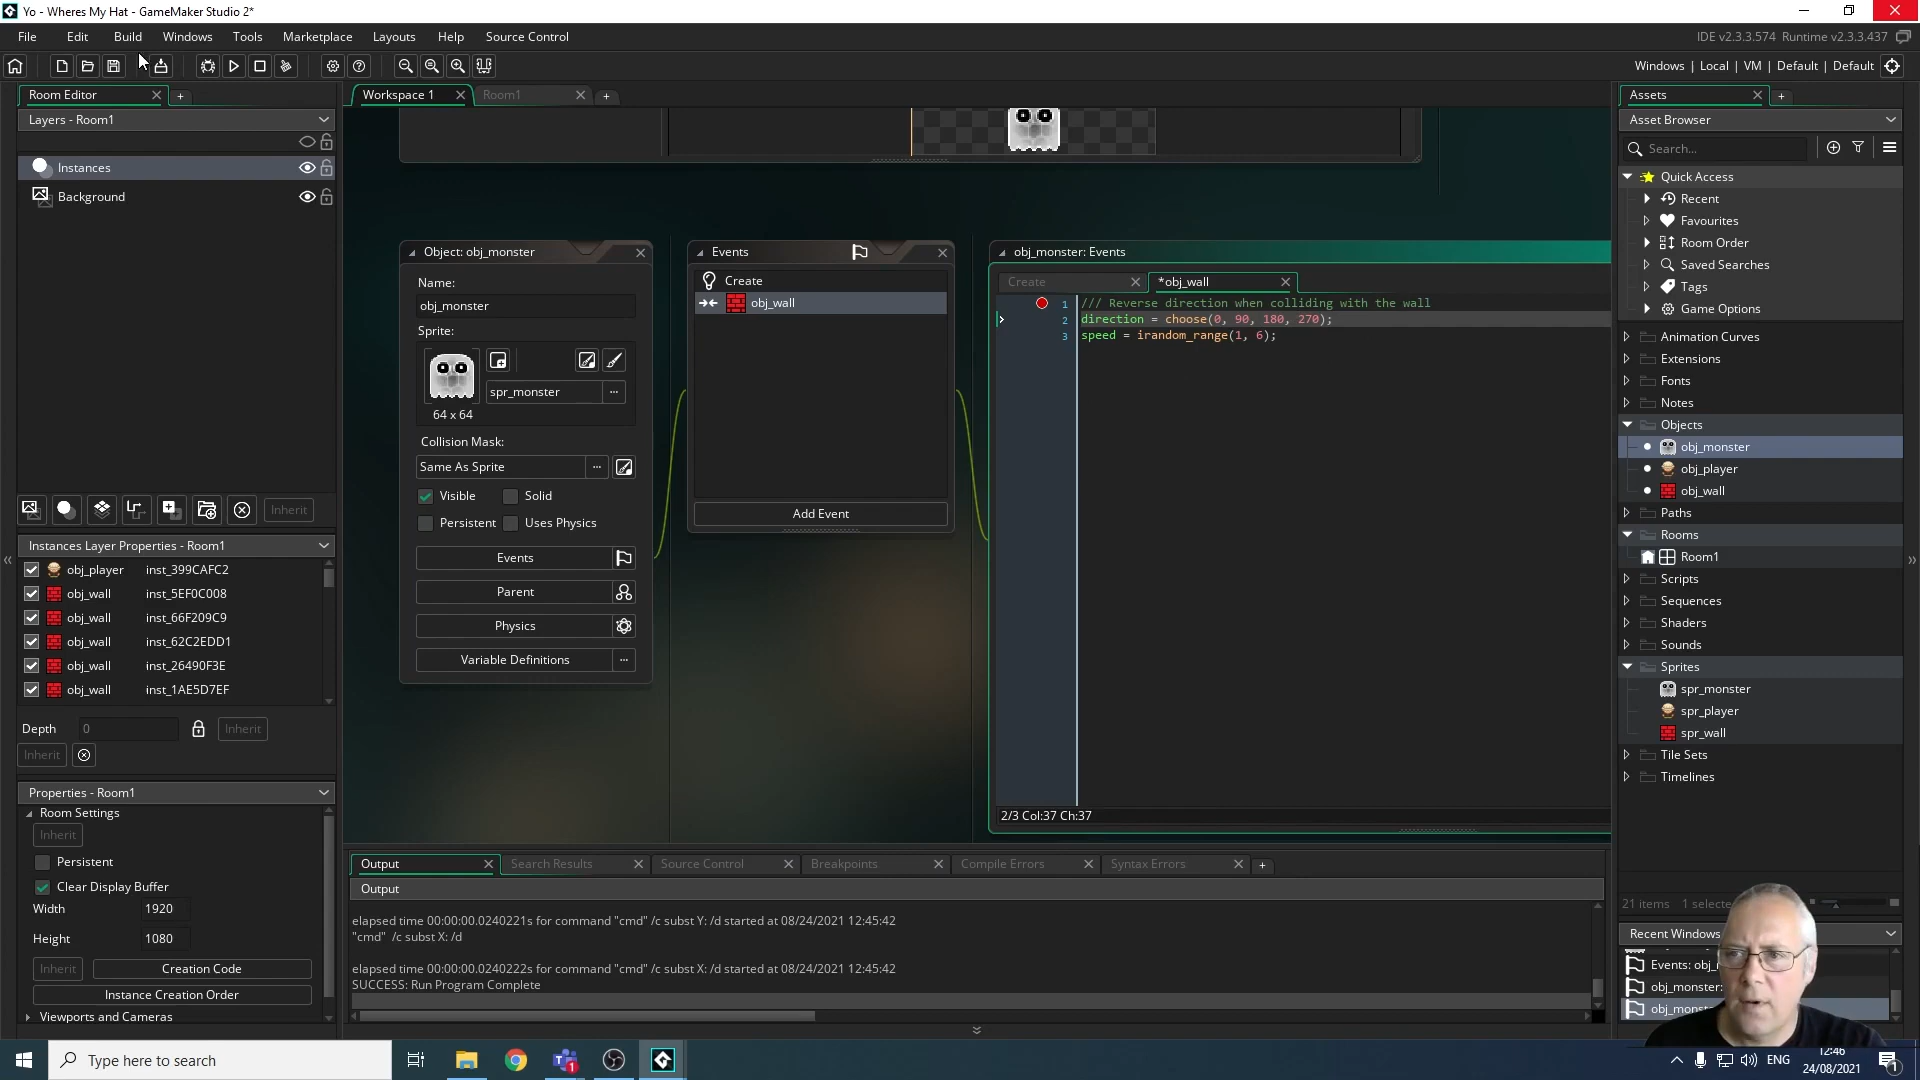 Yo - Wheres My Hat - GameMaker Studio 2*
File Edit Build Windows Tools Marketplace Layouts Help Source Control
IDE v2.3.3.574 Runtime v2.3.3.437
Windows | Local | VM | Default | Default
Room Editor
Layers - Room1
Instances
Background
Inherit
Instances Layer Properties - Room1
obj_player inst_399CAFC2
obj_wall inst_5EF0C008
obj_wall inst_66F209C9
obj_wall inst_62C2EDD1
obj_wall inst_26490F3E
obj_wall inst_1AE5D7EF
Depth 0 Inherit
Inherit
Properties - Room1
Room Settings
Inherit
Persistent
Clear Display Buffer
Width 1920
Height 1080
Inherit Creation Code
Instance Creation Order
Viewports and Cameras
Workspace 1 Room1
Object: obj_monster
Name:
obj_monster
Sprite:
spr_monster
64 x 64
Collision Mask:
Same As Sprite
Visible Solid
Persistent Uses Physics
Events
Parent
Physics
Variable Definitions
Events
Create
obj_wall
Add Event
obj_monster: Events
Create *obj_wall
1 /// Reverse direction when colliding with the wall
2 direction = choose(0, 90, 180, 270);
3 speed = irandom_range(1, 6);
2/3 Col:37 Ch:37
Output Search Results Source Control Breakpoints Compile Errors Syntax Errors
Output
elapsed time 00:00:00.0240221s for command "cmd" /c subst Y: /d started at 08/24/2021 12:45:42
"cmd" /c subst X: /d
elapsed time 00:00:00.0240222s for command "cmd" /c subst X: /d started at 08/24/2021 12:45:42
SUCCESS: Run Program Complete
Assets
Asset Browser
Search...
Quick Access
Recent
Favourites
Room Order
Saved Searches
Tags
Game Options
Animation Curves
Extensions
Fonts
Notes
Objects
obj_monster
obj_player
obj_wall
Paths
Rooms
Room1
Scripts
Sequences
Shaders
Sounds
Sprites
spr_monster
spr_player
spr_wall
Tile Sets
Timelines
21 items 1
Recent Windows
Events:
obj_monster:
Type here to search
ENG
12:46
24/08/2021